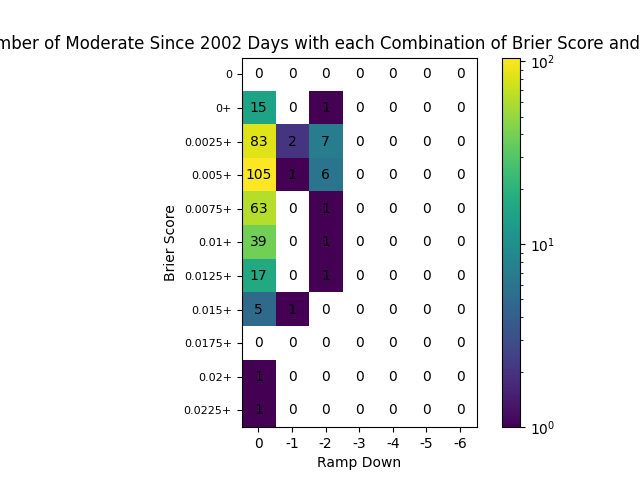 mber of Moderate Since 2002 Days with each Combination of Brier Score and
0 0 0 0 0 0 0 0
0+ 15 0 1 0 0 0 0
0.0025+ 83 2 7 0 0 0 0
0.005+ 105 1 6 0 0 0 0
0.0075+ 63 0 1 0 0 0 0
0.01+ 39 0 1 0 0 0 0
0.0125+ 17 0 1 0 0 0 0
0.015+ 5 1 0 0 0 0 0
0.0175+ 0 0 0 0 0 0 0
0.02+ 1 0 0 0 0 0 0
0.0225+ 1 0 0 0 0 0 0
0 -1 -2 -3 -4 -5 -6
Ramp Down
Brier Score
10²
10¹
10⁰